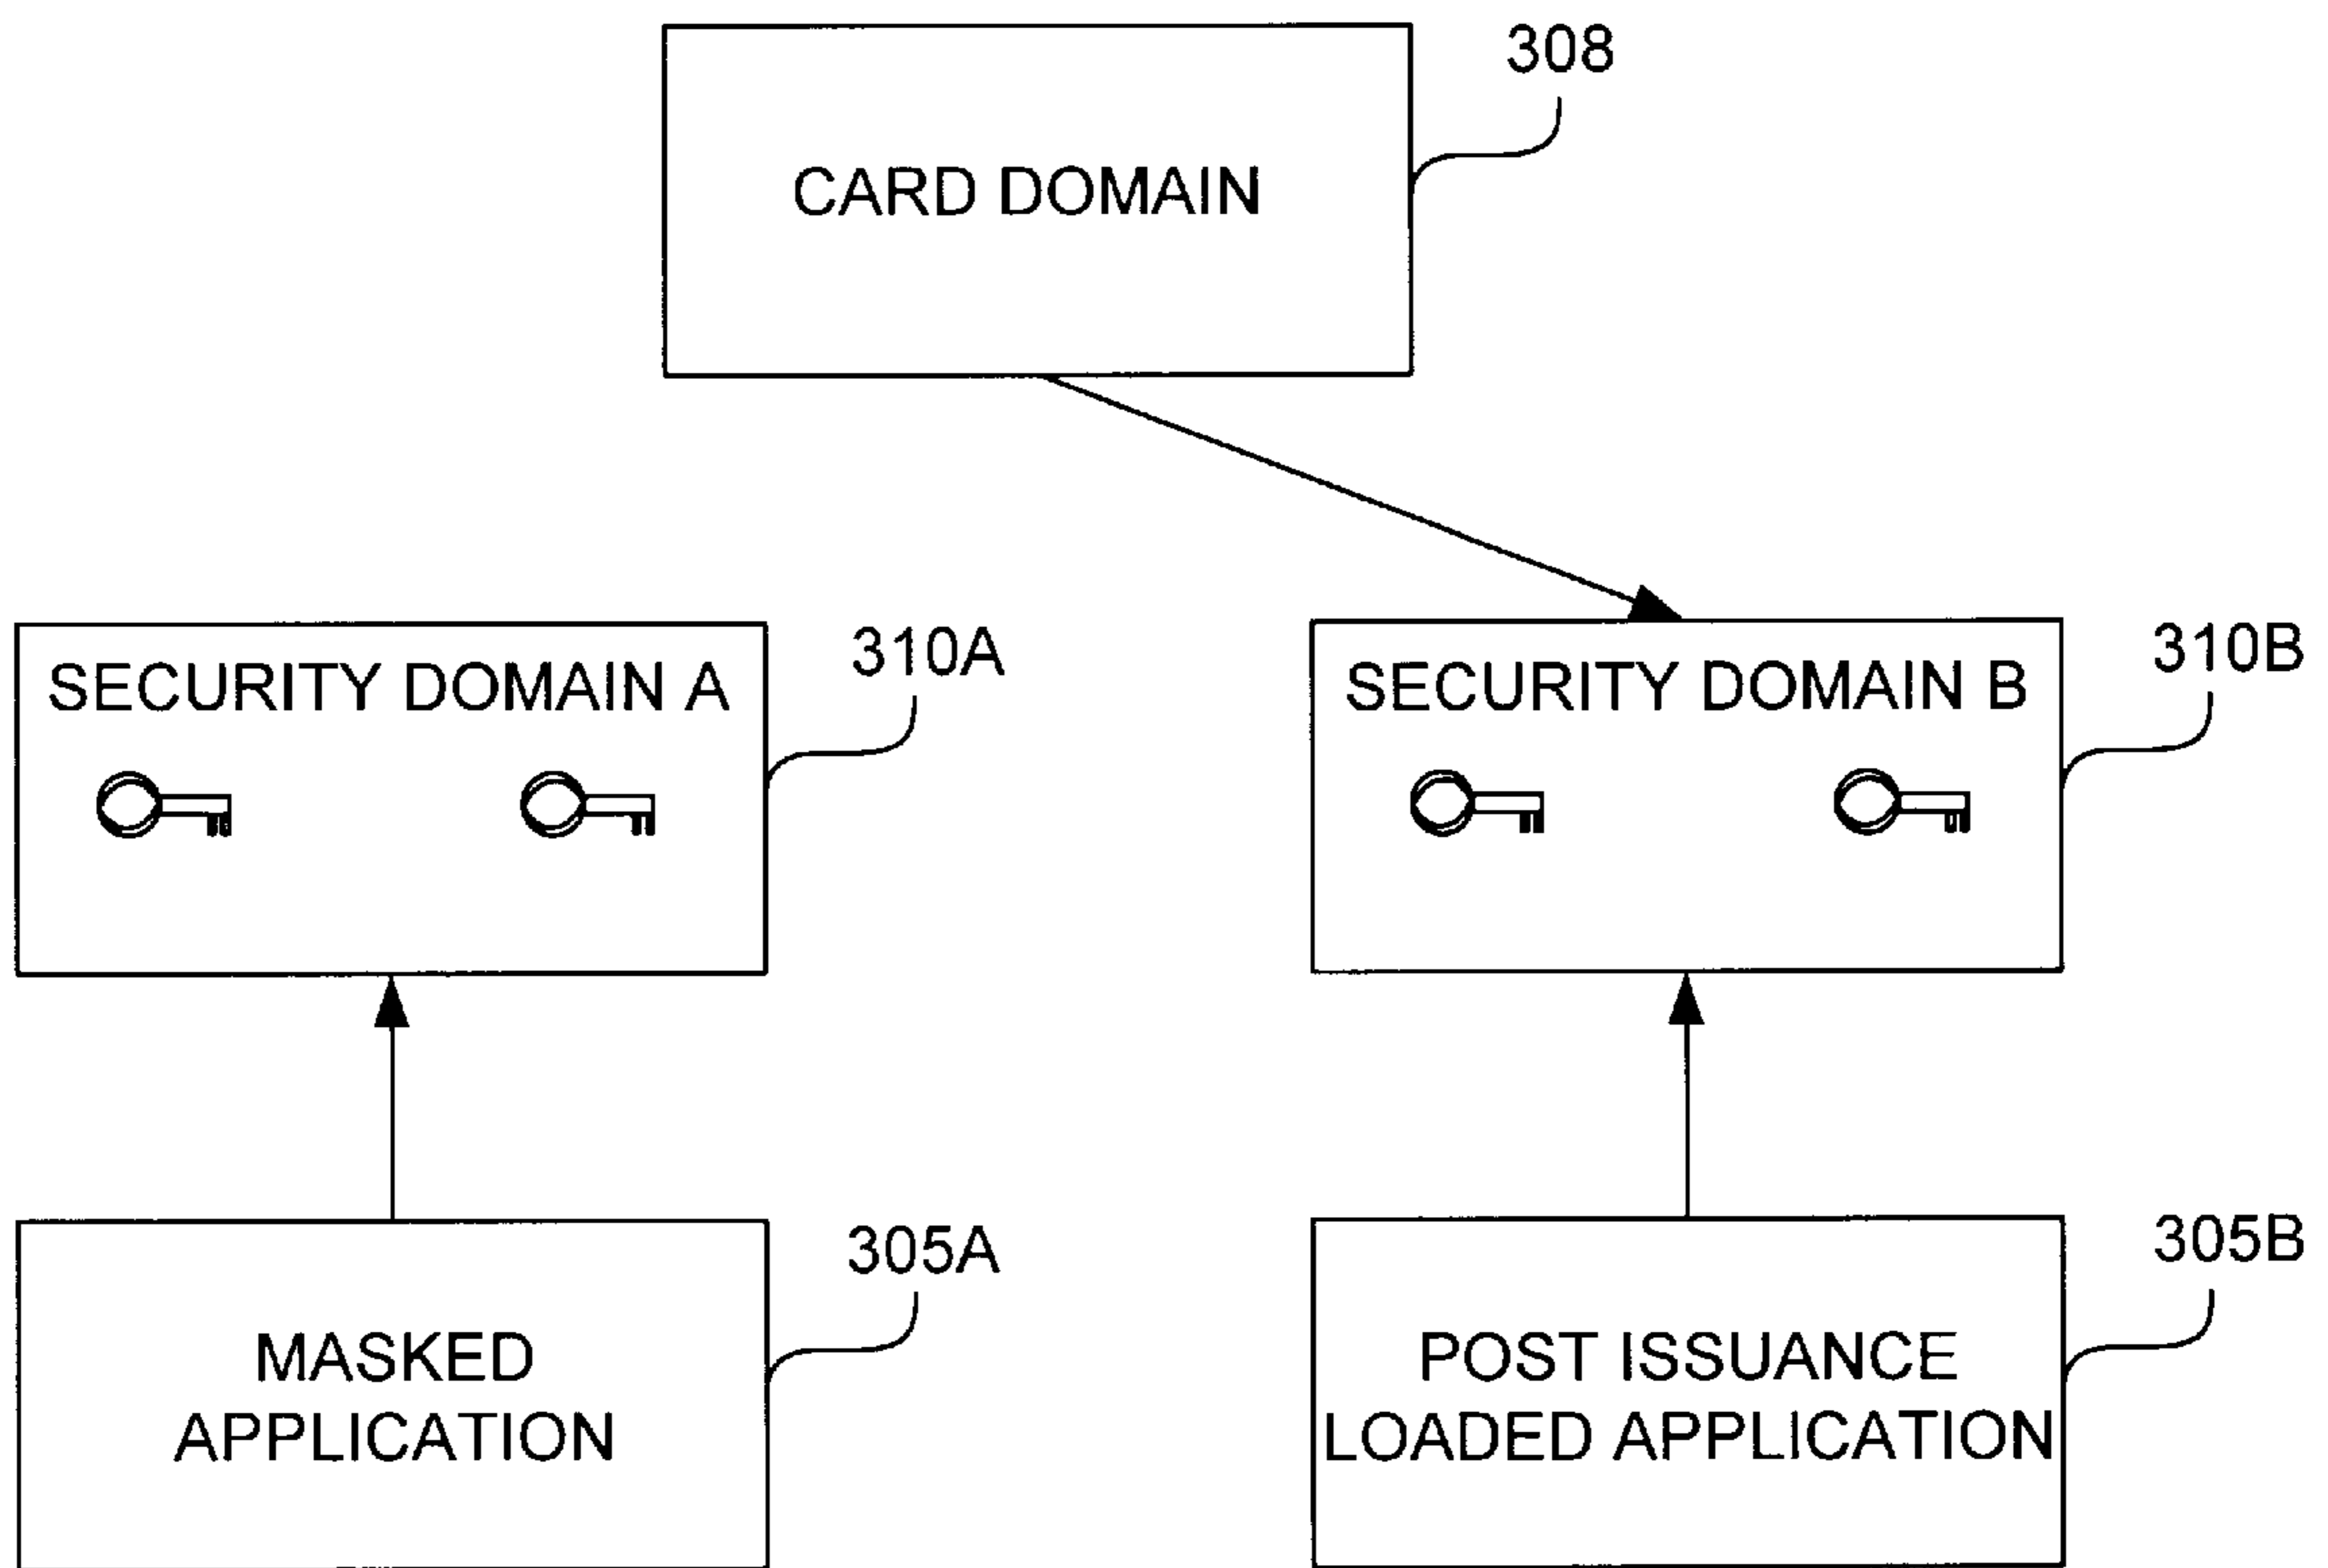 308
CARD DOMAIN
310A
310B
SECURITY DOMAIN A
SECURITY DOMAIN B
305A
305B
MASKED
APPLICATION
POST ISSUANCE
LOADED APPLICATION